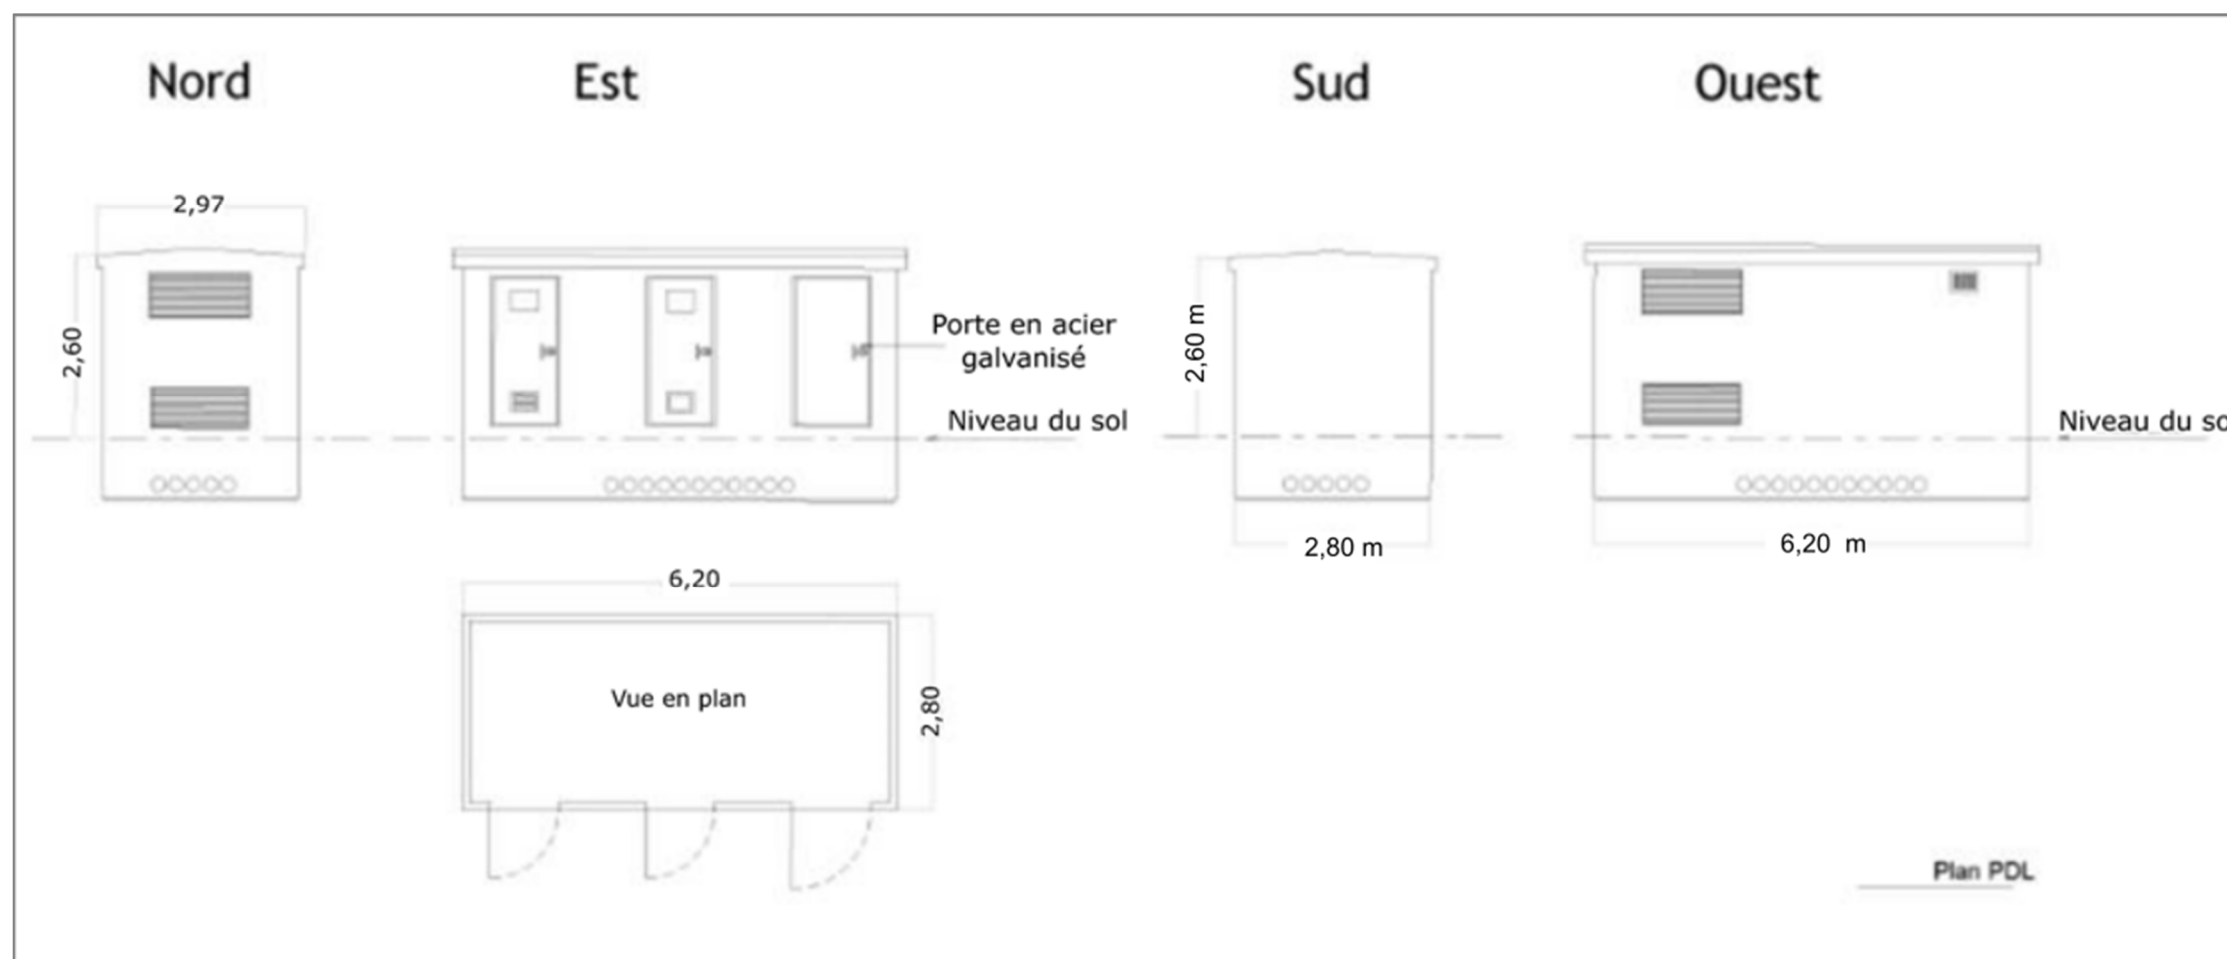 Nord
Est
Sud
Ouest
2,97
2,60
Porte en acier
galvanisé
Niveau du sol
2,60 m
Niveau du so
2,80 m
6,20 m
6,20
Vue en plan
2,80
Plan PDL